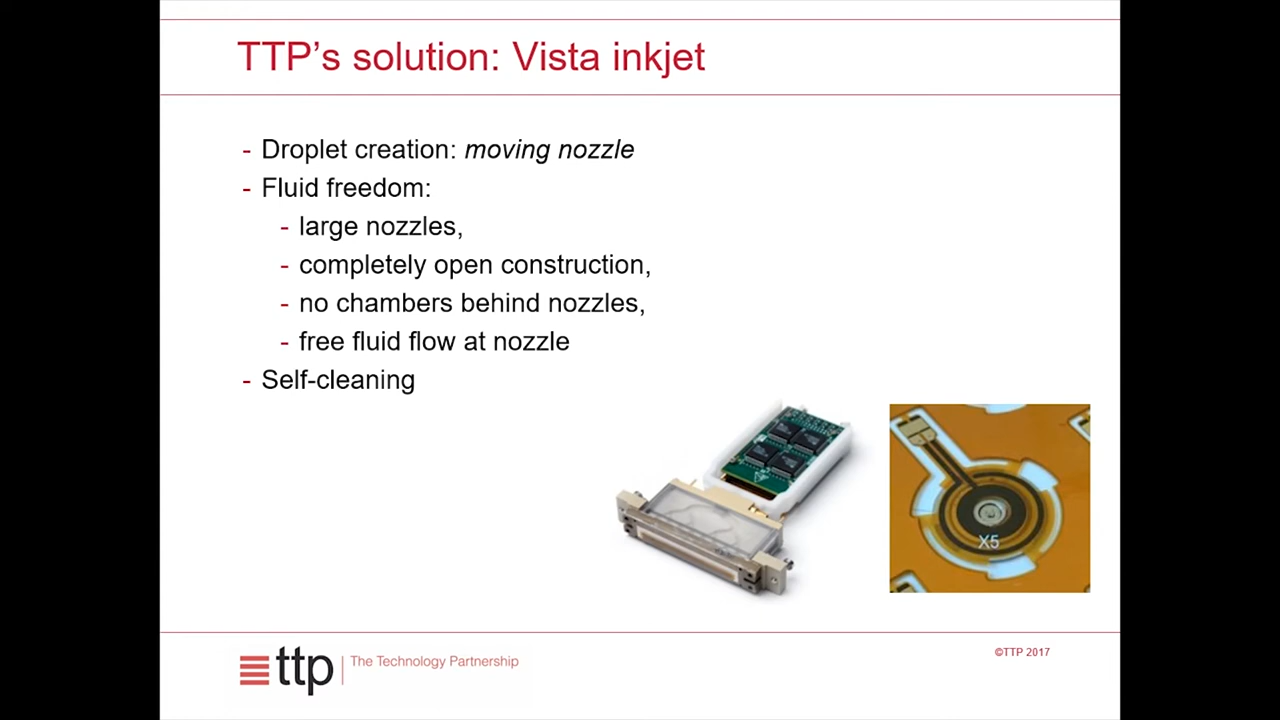 TTP's solution: Vista inkjet
- Droplet creation: moving nozzle
- Fluid freedom:
- large nozzles,
- completely open construction,
- no chambers behind nozzles,
- free fluid flow at nozzle
- Self-cleaning
X5
ttp The Technology Partnership
©TTP 2017